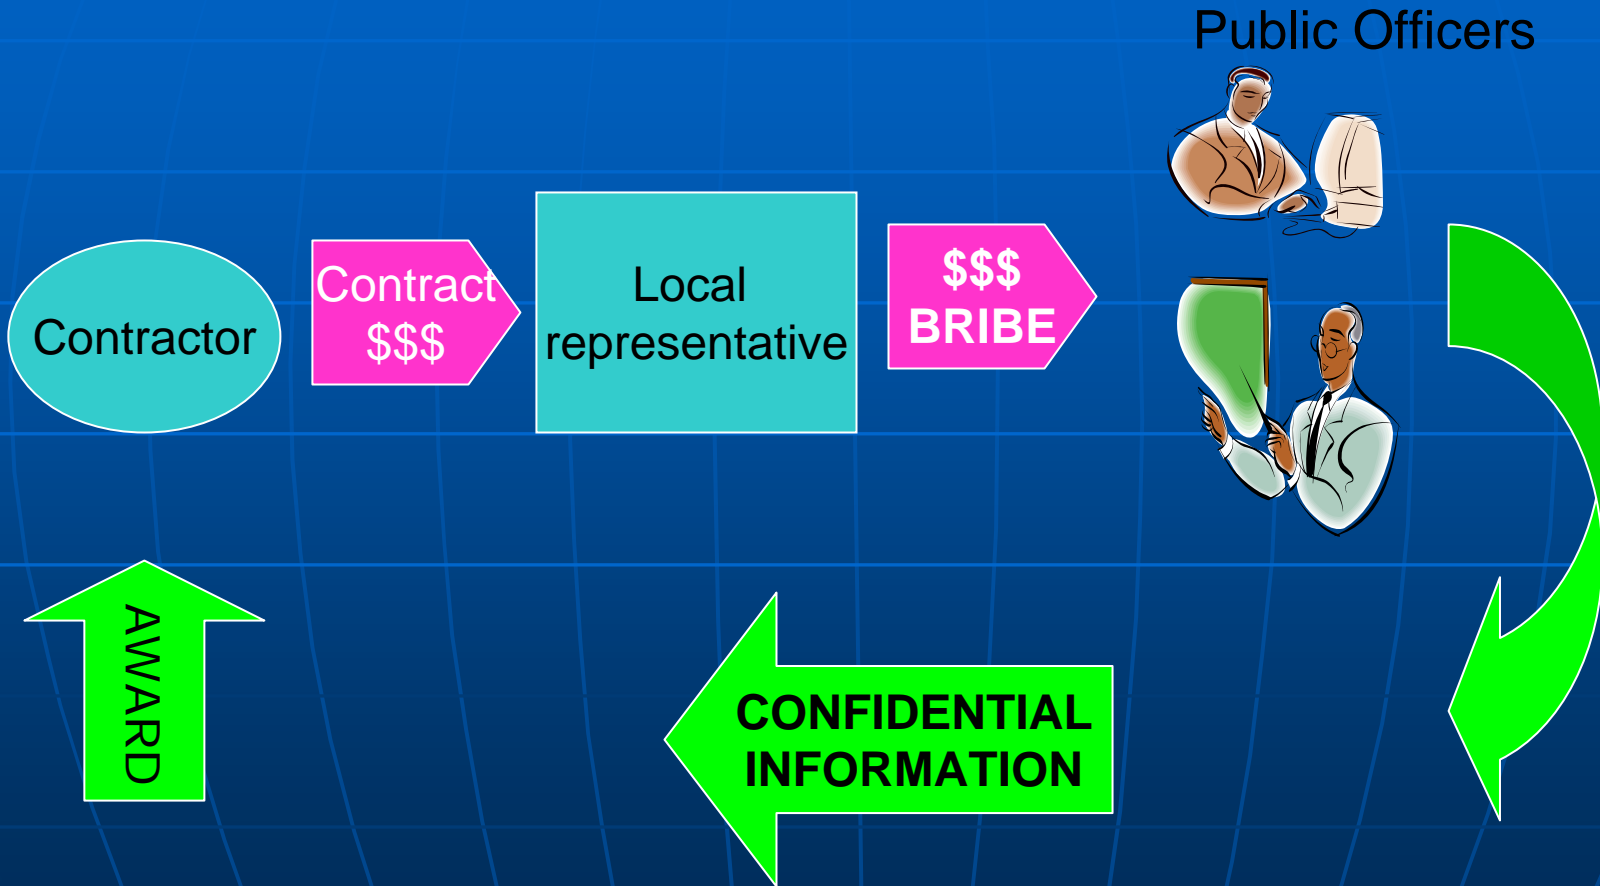 Public Officers
Contractor
Contract
$$$
Local
representative
$$$
BRIBE
AWARD
CONFIDENTIAL
INFORMATION